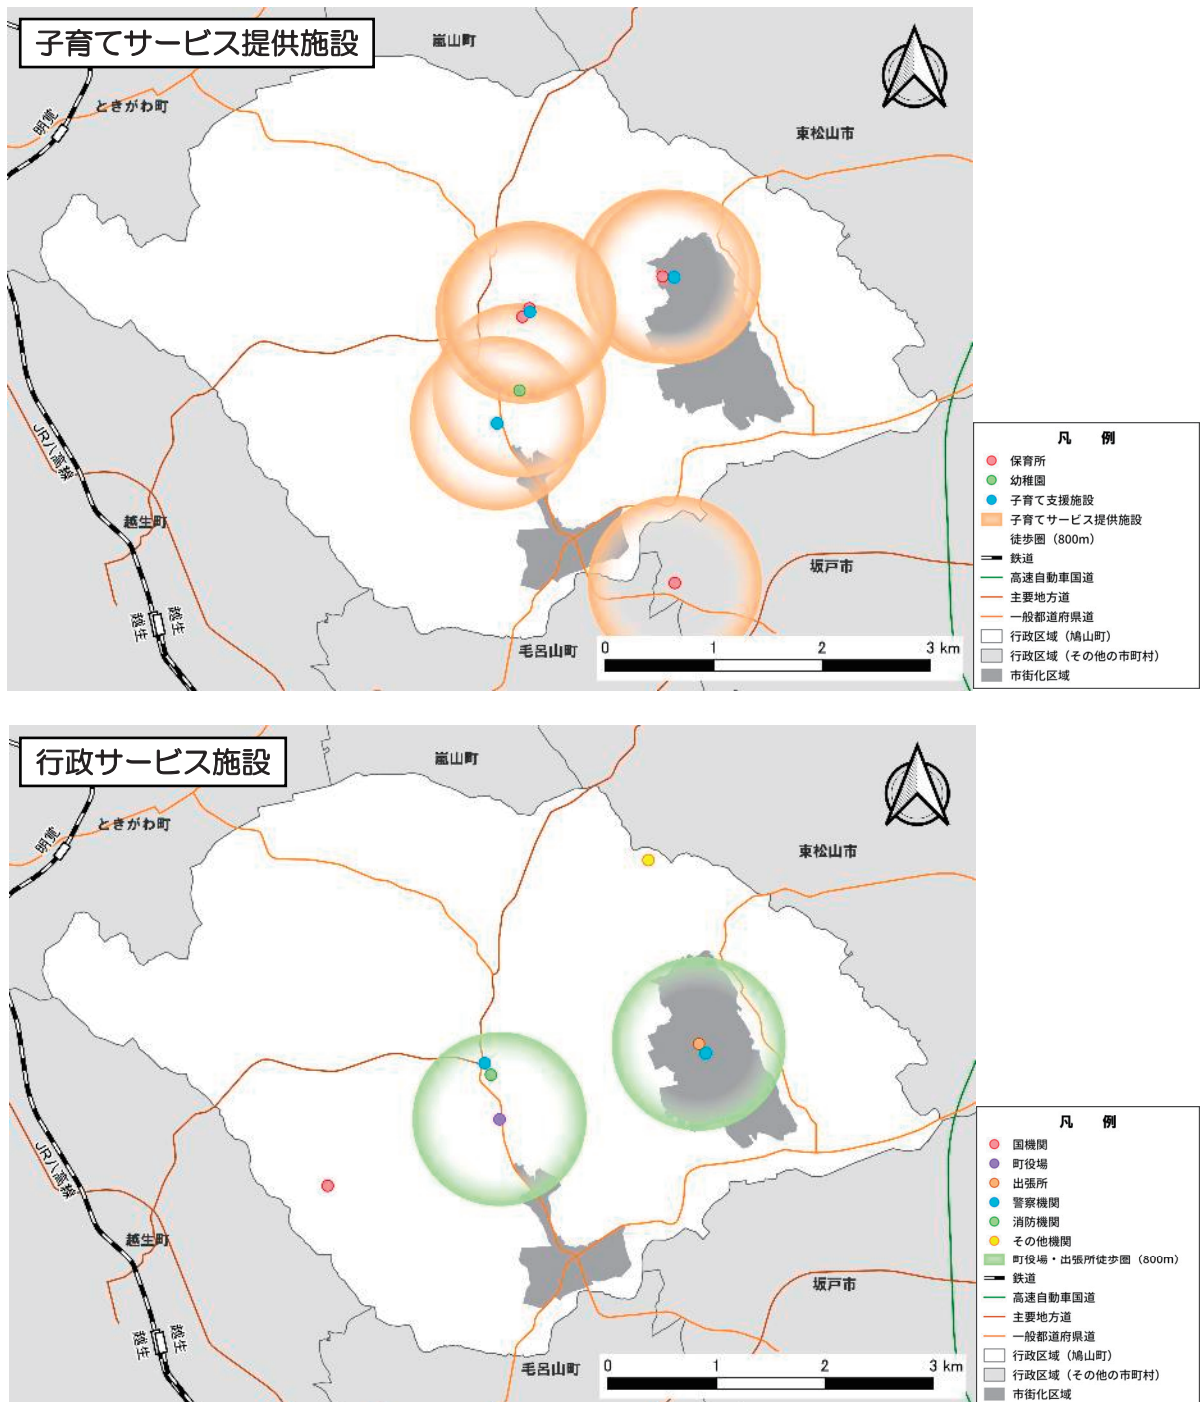 子育てサービス提供施設
嵐山町
ときがわ町
明覚
東松山市
JR八高線
越生町
越生
越生
坂戸市
毛呂山町
0 1 2 3 km
凡 例
保育所
幼稚園
子育て支援施設
子育てサービス提供施設
徒歩圏（800m）
鉄道
高速自動車国道
主要地方道
一般都道府県道
行政区域（鳩山町）
行政区域（その他の市町村）
市街化区域
行政サービス施設
嵐山町
ときがわ町
明覚
東松山市
JR八高線
越生町
越生
越生
坂戸市
毛呂山町
0 1 2 3 km
凡 例
国機関
町役場
出張所
警察機関
消防機関
その他機関
町役場・出張所徒歩圏（800m）
鉄道
高速自動車国道
主要地方道
一般都道府県道
行政区域（鳩山町）
行政区域（その他の市町村）
市街化区域